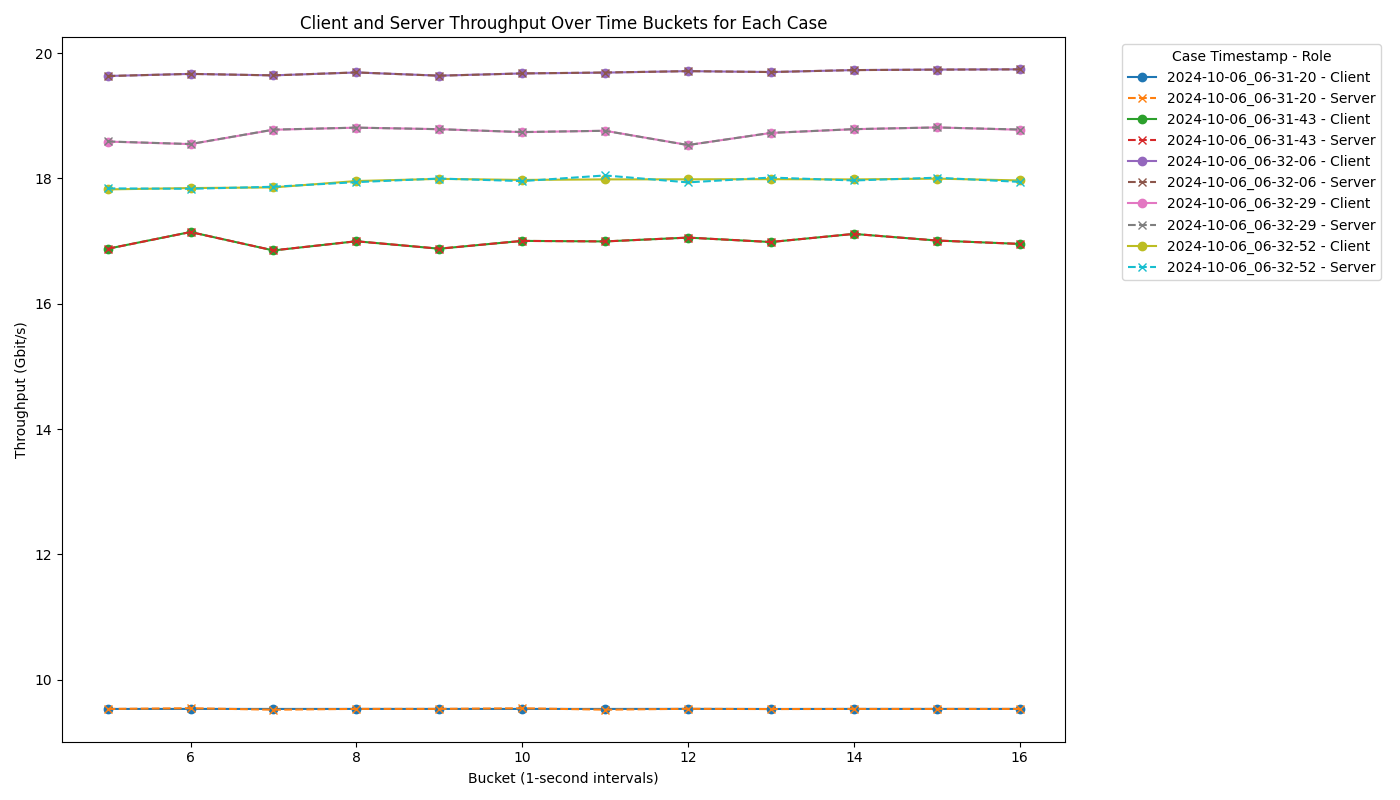 Client and Server Throughput Over Time Buckets for Each Case
Throughput (Gbit/s)
20
18
16
14
12
10
6
8
10
12
14
16
Bucket (1-second intervals)
Case Timestamp - Role
2024-10-06_06-31-20 - Client
2024-10-06_06-31-20 - Server
2024-10-06_06-31-43 - Client
2024-10-06_06-31-43 - Server
2024-10-06_06-32-06 - Client
2024-10-06_06-32-06 - Server
2024-10-06_06-32-29 - Client
2024-10-06_06-32-29 - Server
2024-10-06_06-32-52 - Client
2024-10-06_06-32-52 - Server